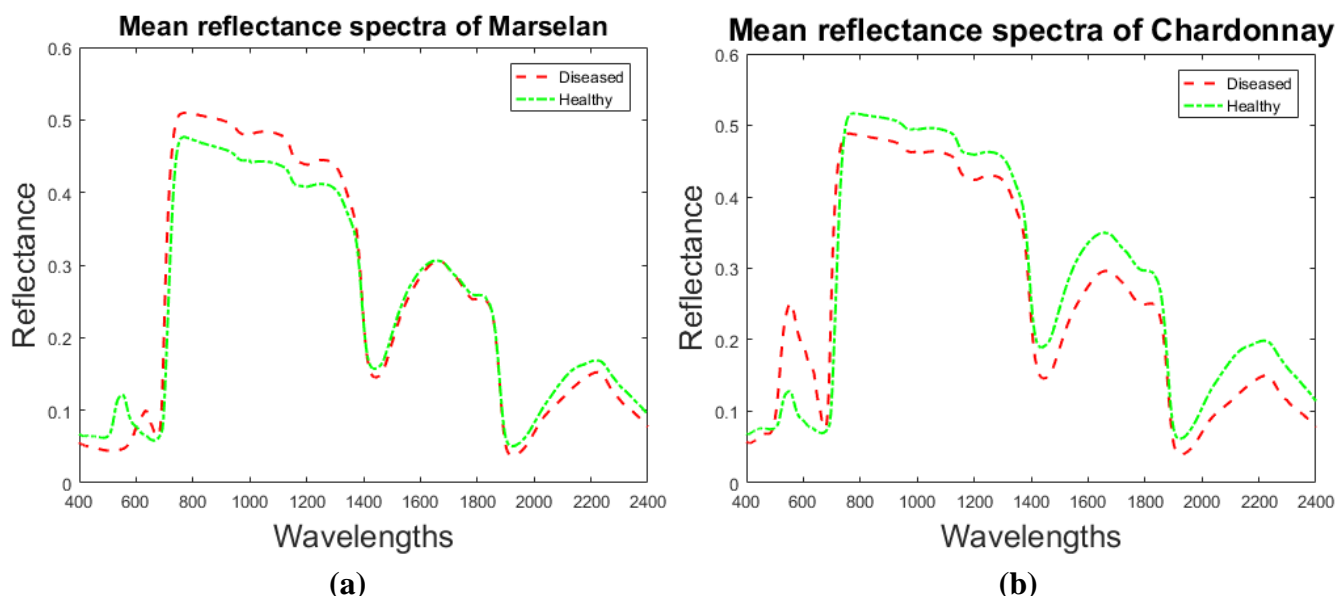 Mean reflectance spectra of Marselan
0.6
0.5
0.4
0.3
0.2
0.1
0
Reflectance
Diseased
Healthy
400 600 800 1000 1200 1400 1600 1800 2000 2200 2400
Wavelengths
(a)
Mean reflectance spectra of Chardonnay
0.6
0.5
0.4
0.3
0.2
0.1
0
Reflectance
Diseased
Healthy
400 600 800 1000 1200 1400 1600 1800 2000 2200 2400
Wavelengths
(b)